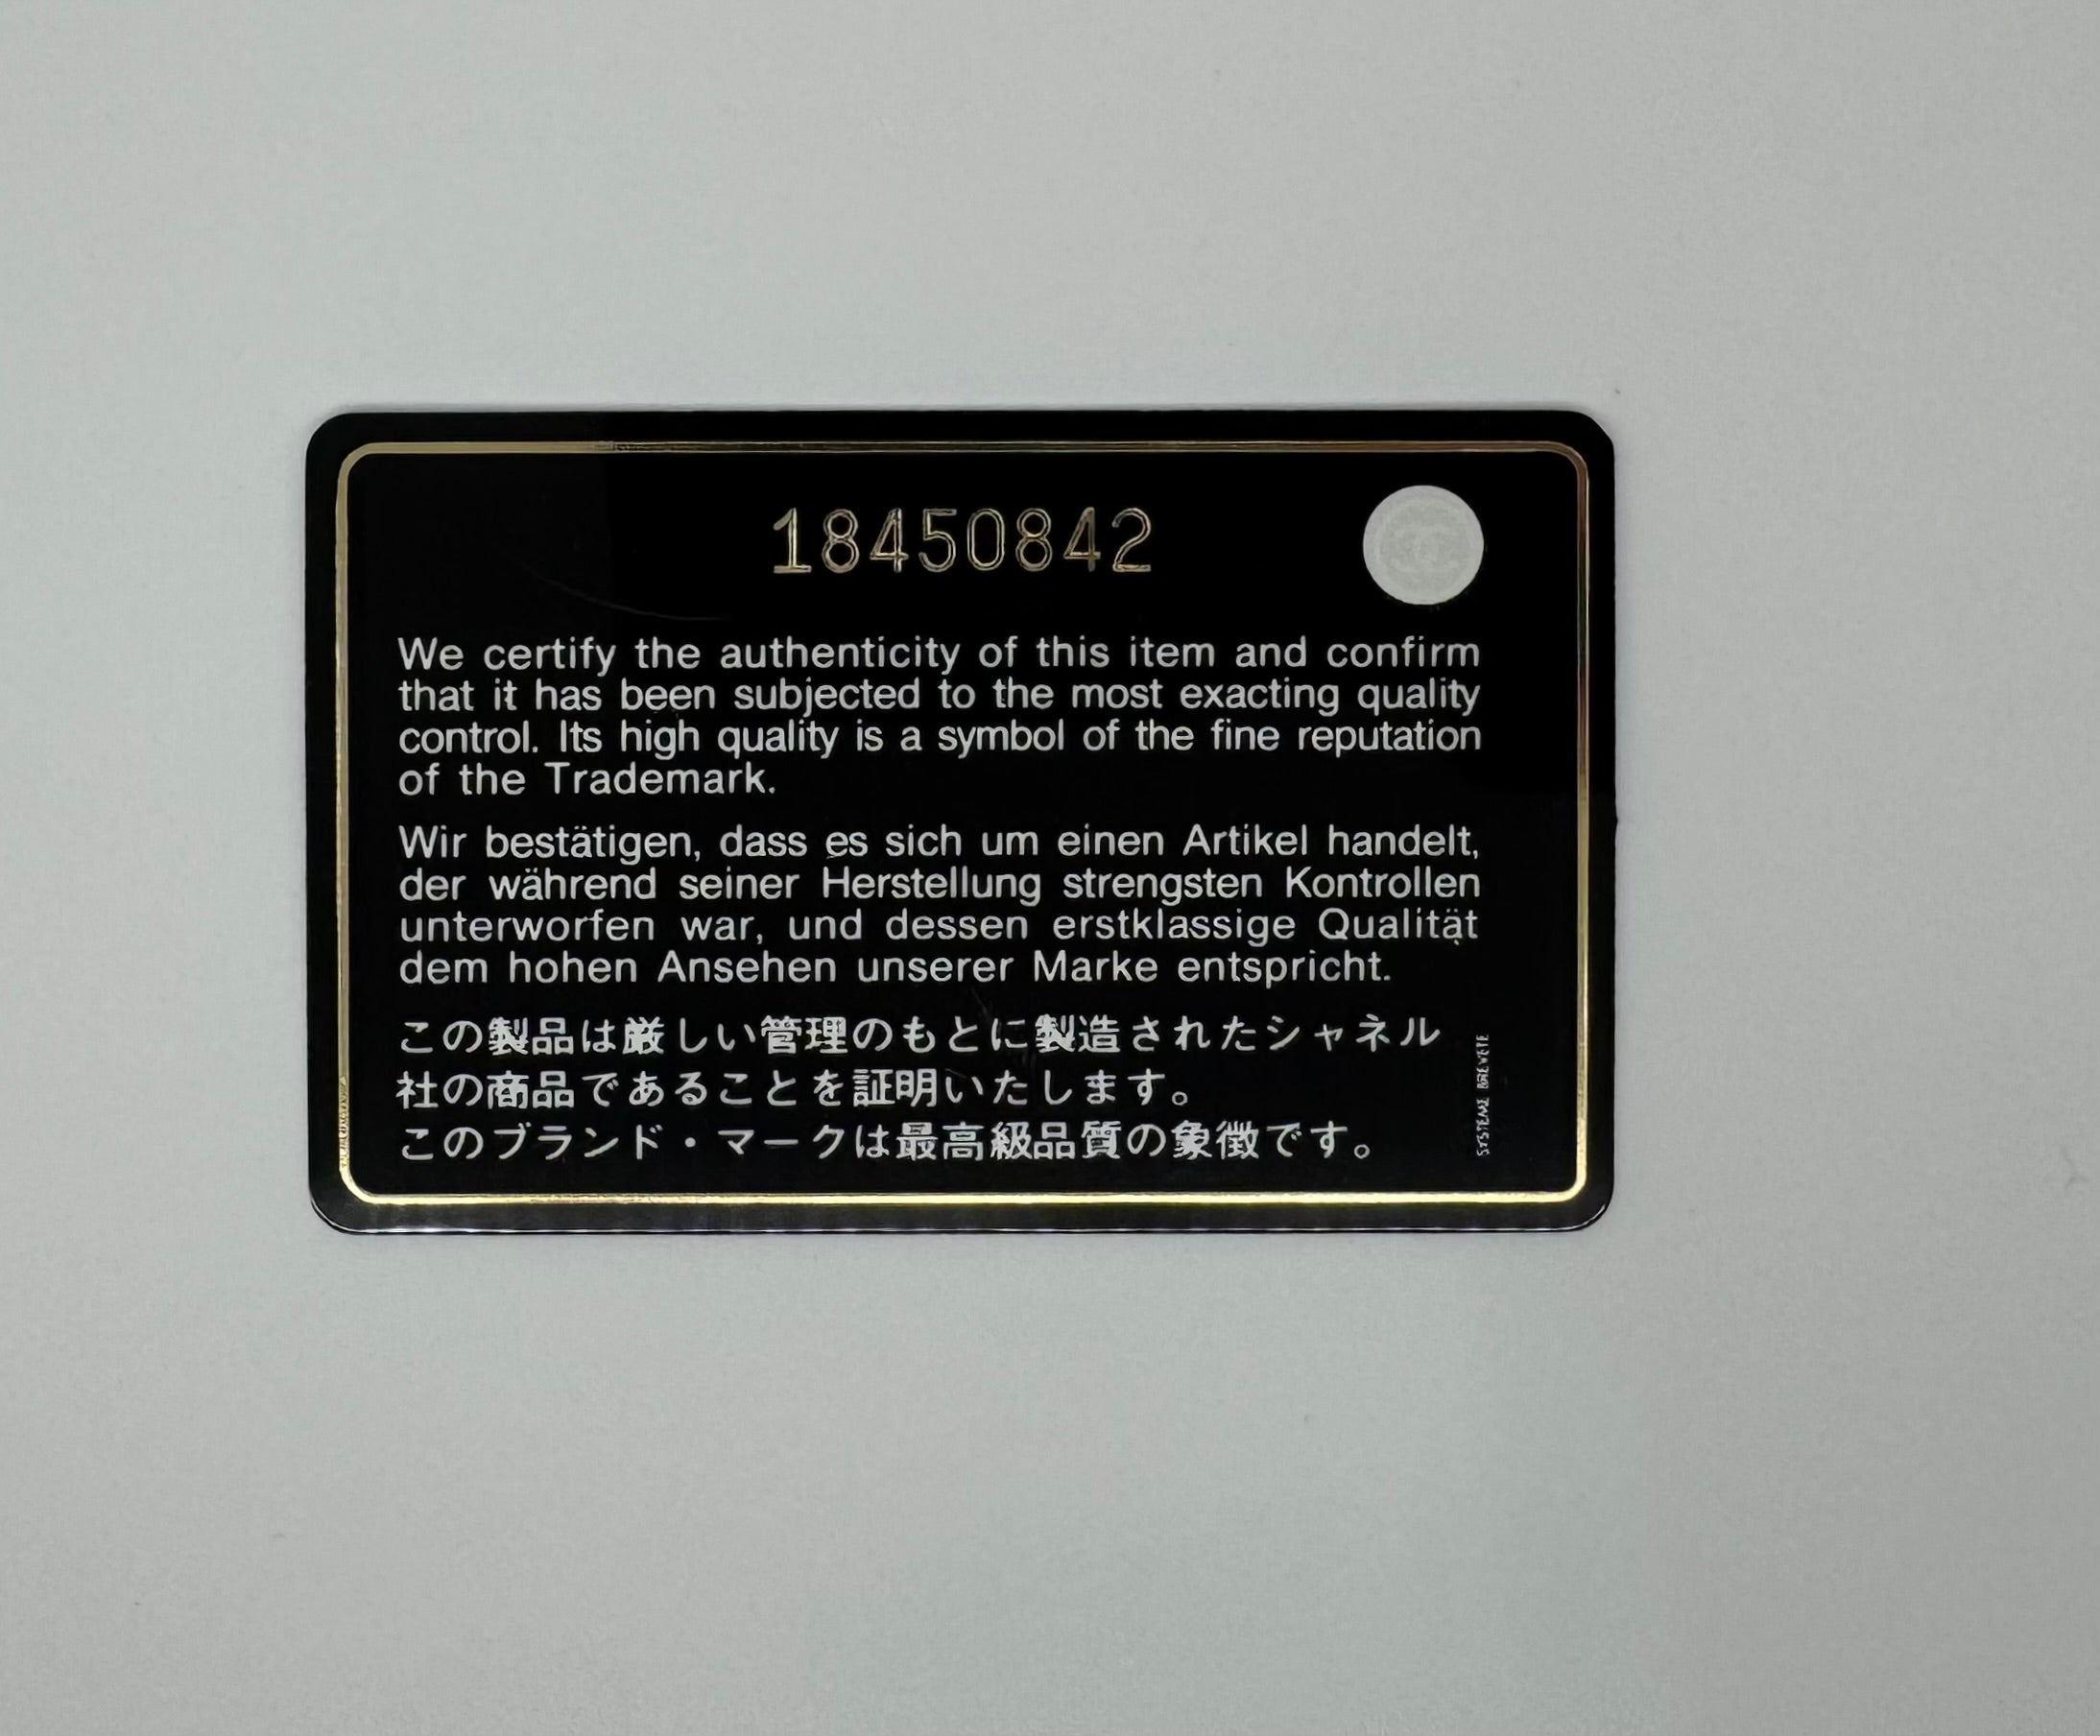 18450842
We certify the authenticity of this item and confirm
that it has been subjected to the most exacting quality
control. Its high quality is a symbol of the fine reputation
of the Trademark.
Wir bestätigen, dass es sich um einen Artikel handelt,
der während seiner Herstellung strengsten Kontrollen
unterworfen war, und dessen erstklassige Qualität
dem hohen Ansehen unserer Marke entspricht.
この製品は厳しい管理のもとに製造されたシャネル
社の商品であることを証明いたします。
このブランド・マークは最高級品質の象徴です。
SYSTEME BREVETE